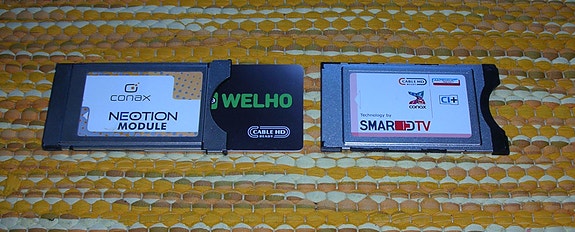 conax
NEOTION
MODULE
WELHO
CABLE HD
READY
CABLE HD
conax
CI+
Technology by
SMARDTV